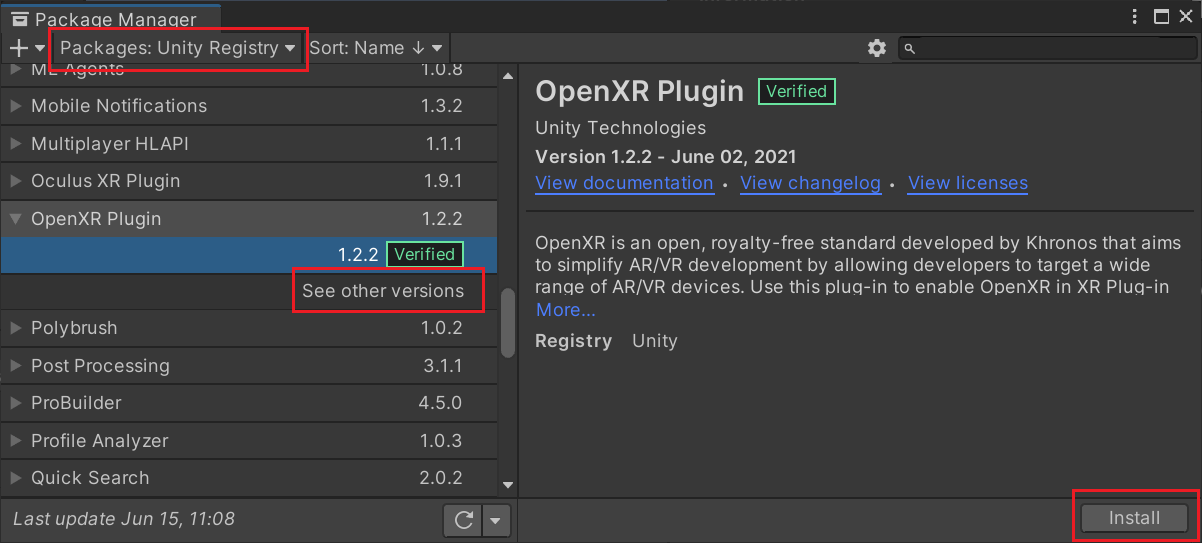 Package Manager
Packages: Unity Registry
Sort: Name ↓
ML Agents 1.0.8
Mobile Notifications 1.3.2
Multiplayer HLAPI 1.1.1
Oculus XR Plugin 1.9.1
OpenXR Plugin 1.2.2
1.2.2 Verified
See other versions
Polybrush 1.0.2
Post Processing 3.1.1
ProBuilder 4.5.0
Profile Analyzer 1.0.3
Quick Search 2.0.2
Last update Jun 15, 11:08
OpenXR Plugin Verified
Unity Technologies
Version 1.2.2 - June 02, 2021
View documentation • View changelog • View licenses
OpenXR is an open, royalty-free standard developed by Khronos that aims
to simplify AR/VR development by allowing developers to target a wide
range of AR/VR devices. Use this plug-in to enable OpenXR in XR Plug-in
More...
Registry Unity
Install